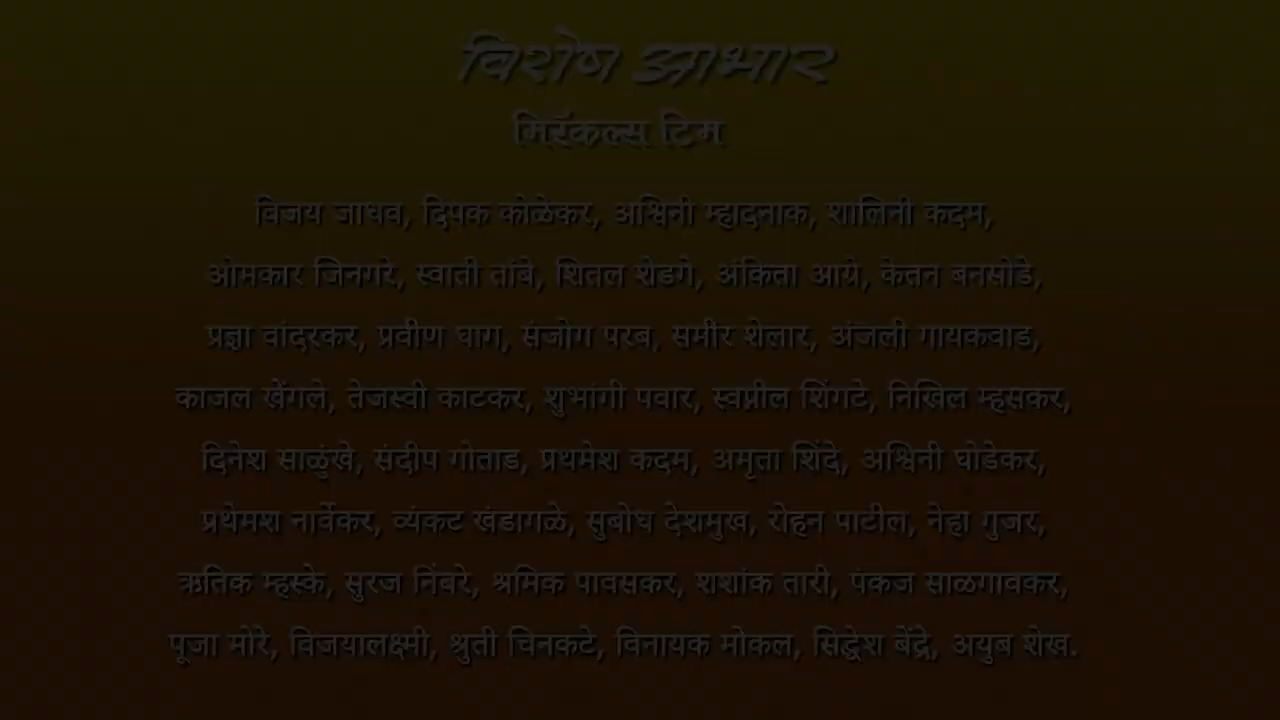 विशेष आभार
मिरॅकल्स टिम
विजय जाधव, दिपक कोळेकर, अश्विनी म्हादनाक, शालिनी कदम,
ओमकार जिनगरे, स्वाती तांबे, शितल शेडगे, अंकिता आग्रे, केतन बनसोडे,
प्रज्ञा वांदरकर, प्रवीण घाग, संजोग परब, समीर शेलार, अंजली गायकवाड,
काजल खेंगले, तेजस्वी काटकर, शुभांगी पवार, स्वप्नील शिंगटे, निखिल म्हसकर,
दिनेश साळुंखे, संदीप गोताड, प्रथमेश कदम, अमृता शिंदे, अश्विनी पोडेकर,
प्रथेमश नार्वेकर, व्यंकट खंडागळे, सुबोध देशमुख, रोहन पाटील, नेहा गुजर,
ऋतिक म्हस्के, सुरज निंबरे, श्रमिक पावसकर, शशांक तारी, पंकज साळगावकर,
पूजा मोरे, विजयालक्ष्मी, श्रुती चिनकटे, विनायक मोकल, सिद्धेश बेंद्रे, अयुब शेख.